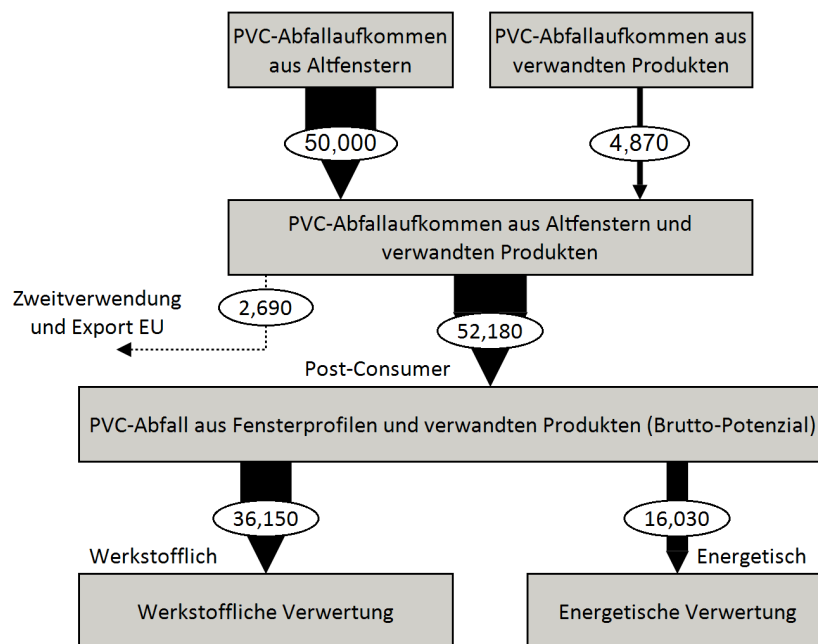 PVC-Abfallaufkommen
aus Altfenstern
PVC-Abfallaufkommen aus
verwandten Produkten
50,000
4,870
PVC-Abfallaufkommen aus Altfenstern und
verwandten Produkten
Zweitverwendung
und Export EU
2,690
52,180
Post-Consumer
PVC-Abfall aus Fensterprofilen und verwandten Produkten (Brutto-Potenzial)
36,150
16,030
Werkstofflich
Energetisch
Werkstoffliche Verwertung
Energetische Verwertung